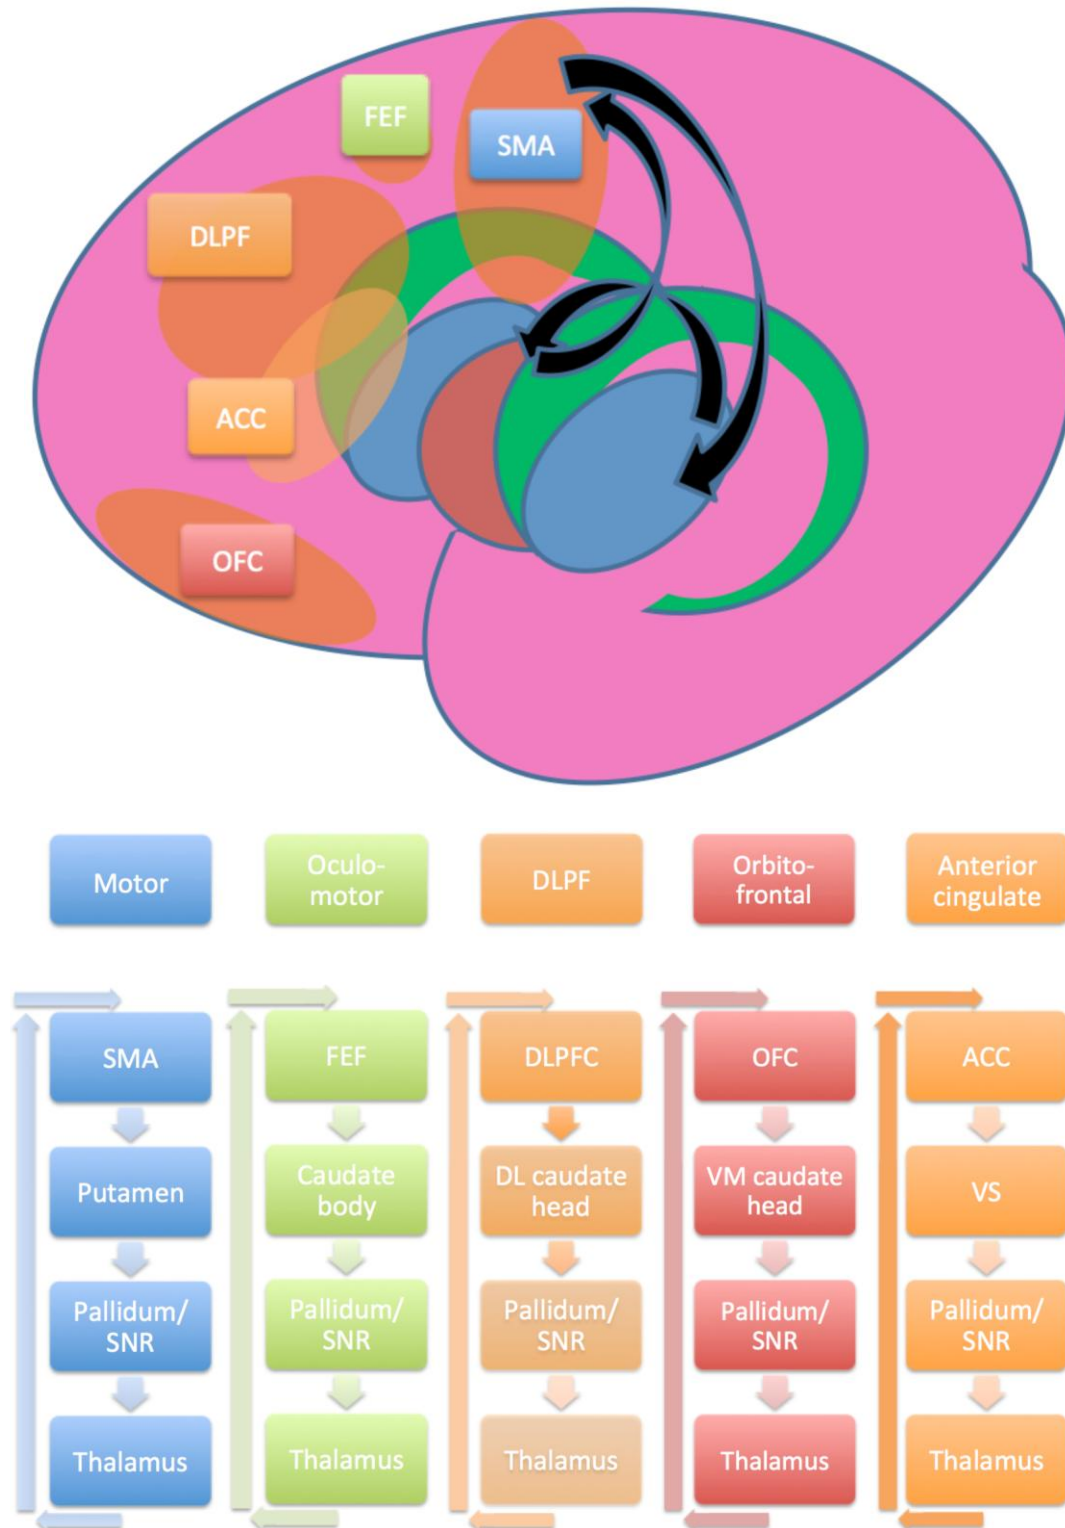 FEF
SMA
DLPF
ACC
OFC
Motor
Oculo-
motor
DLPF
Orbito-
frontal
Anterior
cingulate
SMA
FEF
DLPFC
OFC
ACC
Putamen
Caudate
body
DL caudate
head
VM caudate
head
VS
Pallidum/
SNR
Pallidum/
SNR
Pallidum/
SNR
Pallidum/
SNR
Pallidum/
SNR
Thalamus
Thalamus
Thalamus
Thalamus
Thalamus